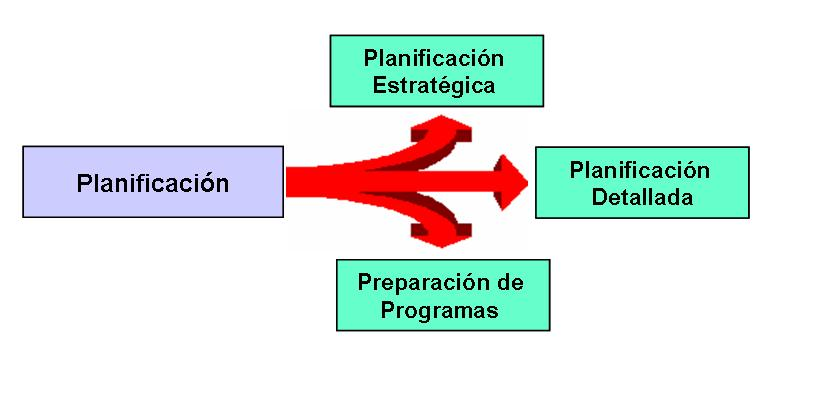 Planificación
Estratégica
Planificación
Planificación
Detallada
Preparación de
Programas